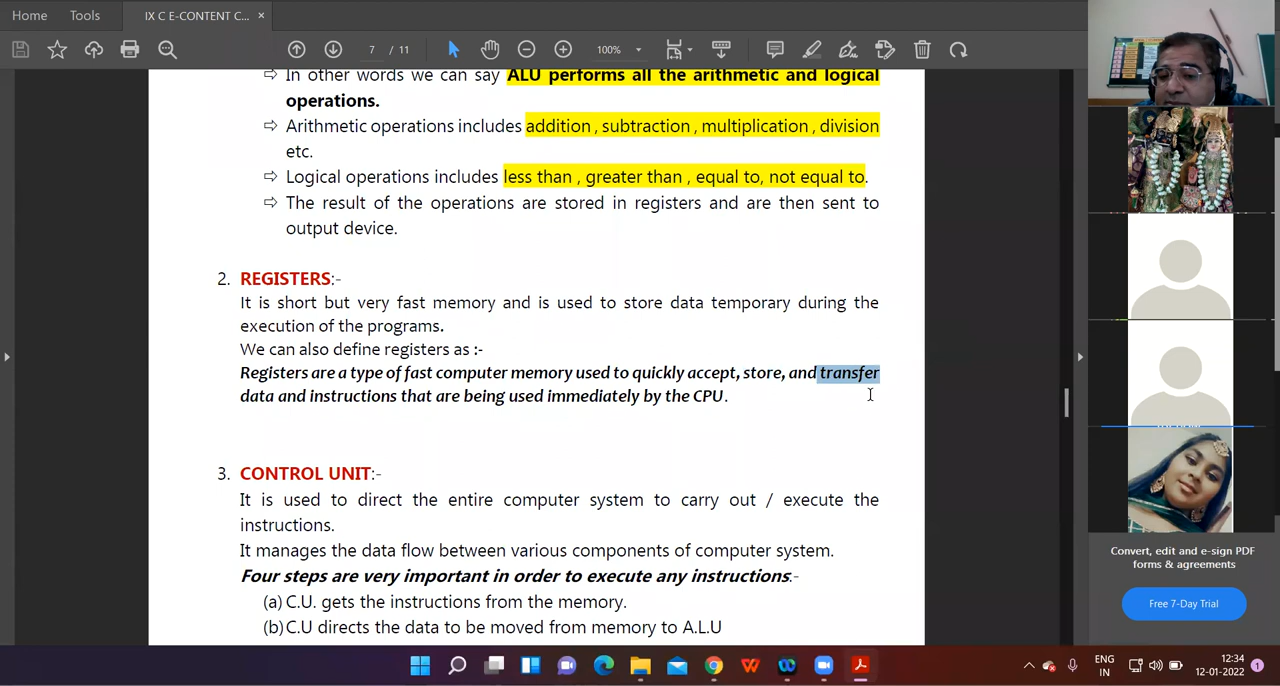 Home Tools IX C E-CONTENT C... ×
7 / 11 100%
⇨ In other words we can say ALU performs all the arithmetic and logical
operations.
⇨ Arithmetic operations includes addition , subtraction , multiplication , division
etc.
⇨ Logical operations includes less than , greater than , equal to, not equal to.
⇨ The result of the operations are stored in registers and are then sent to
output device.
2. REGISTERS:-
It is short but very fast memory and is used to store data temporary during the
execution of the programs.
We can also define registers as :-
Registers are a type of fast computer memory used to quickly accept, store, and transfer
data and instructions that are being used immediately by the CPU.
3. CONTROL UNIT:-
It is used to direct the entire computer system to carry out / execute the
instructions.
It manages the data flow between various components of computer system.
Four steps are very important in order to execute any instructions:-
(a) C.U. gets the instructions from the memory.
(b) C.U directs the data to be moved from memory to A.L.U
Convert, edit and e-sign PDF
forms & agreements
Free 7-Day Trial
ENG
IN
12:34
12-01-2022
1